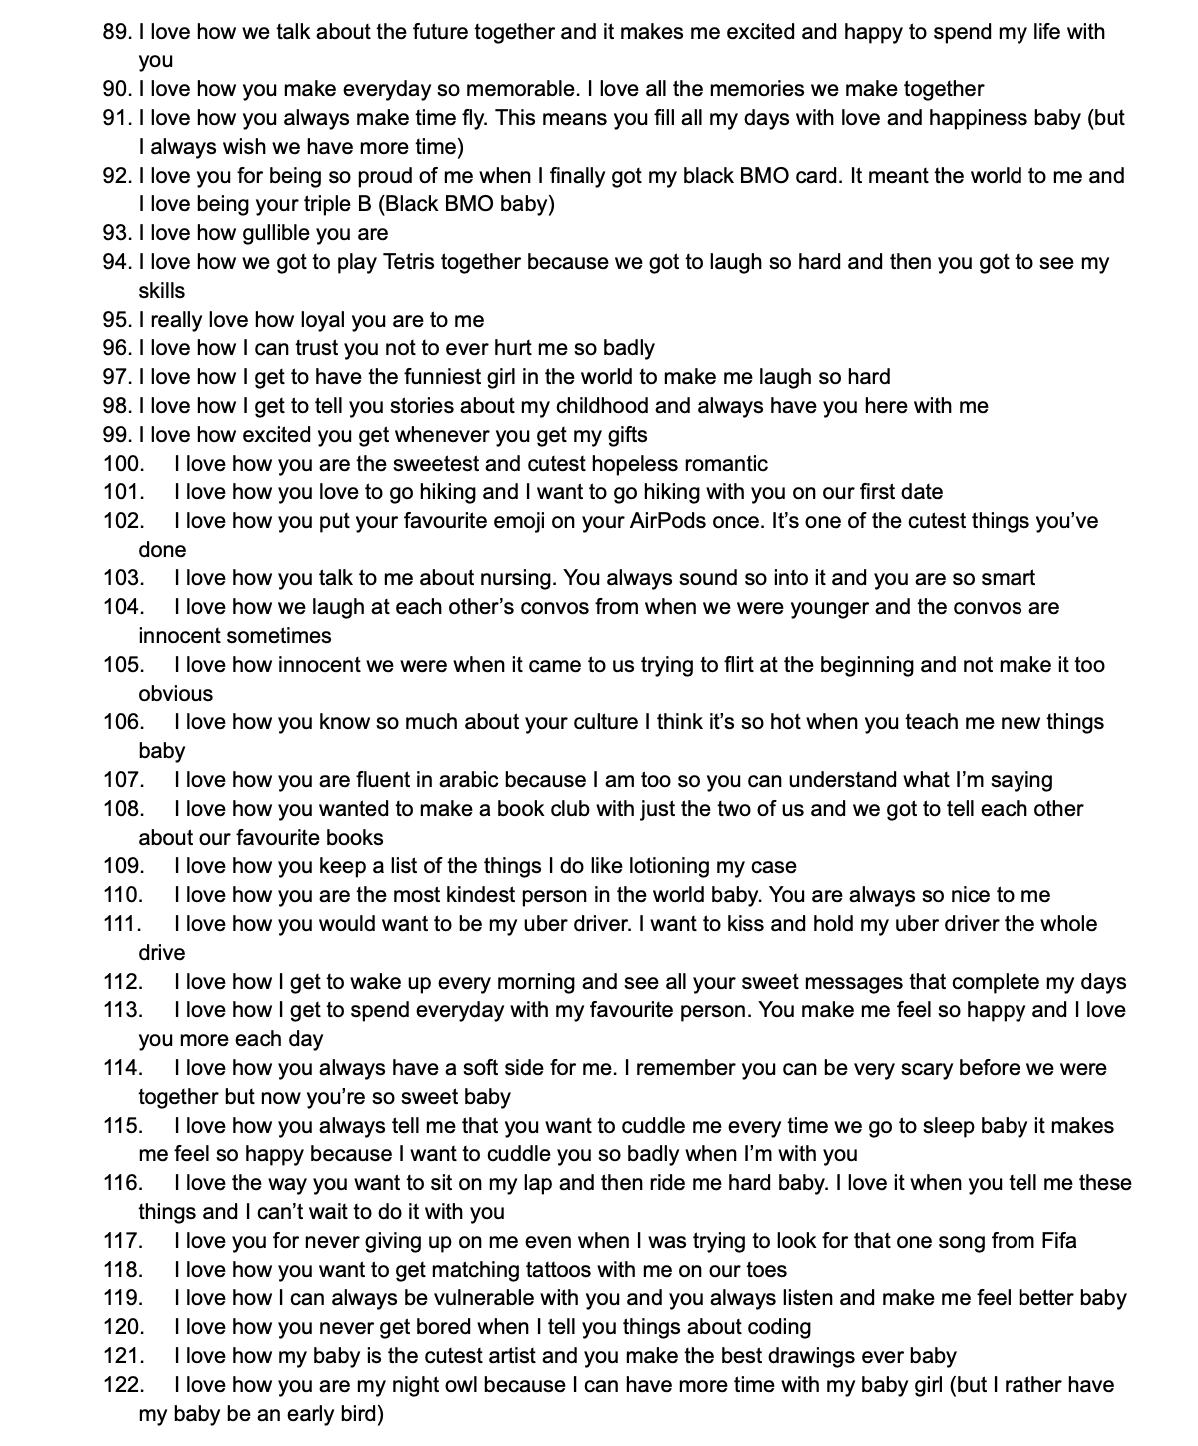 89. I love how we talk about the future together and it makes me excited and happy to spend my life with
you
90. I love how you make everyday so memorable. I love all the memories we make together
91. I love how you always make time fly. This means you fill all my days with love and happiness baby (but
I always wish we have more time)
92. I love you for being so proud of me when I finally got my black BMO card. It meant the world to me and
I love being your triple B (Black BMO baby)
93. I love how gullible you are
94. I love how we got to play Tetris together because we got to laugh so hard and then you got to see my
skills
95. I really love how loyal you are to me
96. I love how I can trust you not to ever hurt me so badly
97. I love how I get to have the funniest girl in the world to make me laugh so hard
98. I love how I get to tell you stories about my childhood and always have you here with me
99. I love how excited you get whenever you get my gifts
100. I love how you are the sweetest and cutest hopeless romantic
101. I love how you love to go hiking and I want to go hiking with you on our first date
102. I love how you put your favourite emoji on your AirPods once. It’s one of the cutest things you’ve
done
103. I love how you talk to me about nursing. You always sound so into it and you are so smart
104. I love how we laugh at each other’s convos from when we were younger and the convos are
innocent sometimes
105. I love how innocent we were when it came to us trying to flirt at the beginning and not make it too
obvious
106. I love how you know so much about your culture I think it’s so hot when you teach me new things
baby
107. I love how you are fluent in arabic because I am too so you can understand what I’m saying
108. I love how you wanted to make a book club with just the two of us and we got to tell each other
about our favourite books
109. I love how you keep a list of the things I do like lotioning my case
110. I love how you are the most kindest person in the world baby. You are always so nice to me
111. I love how you would want to be my uber driver. I want to kiss and hold my uber driver the whole
drive
112. I love how I get to wake up every morning and see all your sweet messages that complete my days
113. I love how I get to spend everyday with my favourite person. You make me feel so happy and I love
you more each day
114. I love how you always have a soft side for me. I remember you can be very scary before we were
together but now you’re so sweet baby
115. I love how you always tell me that you want to cuddle me every time we go to sleep baby it makes
me feel so happy because I want to cuddle you so badly when I’m with you
116. I love the way you want to sit on my lap and then ride me hard baby. I love it when you tell me these
things and I can’t wait to do it with you
117. I love you for never giving up on me even when I was trying to look for that one song from Fifa
118. I love how you want to get matching tattoos with me on our toes
119. I love how I can always be vulnerable with you and you always listen and make me feel better baby
120. I love how you never get bored when I tell you things about coding
121. I love how my baby is the cutest artist and you make the best drawings ever baby
122. I love how you are my night owl because I can have more time with my baby girl (but I rather have
my baby be an early bird)